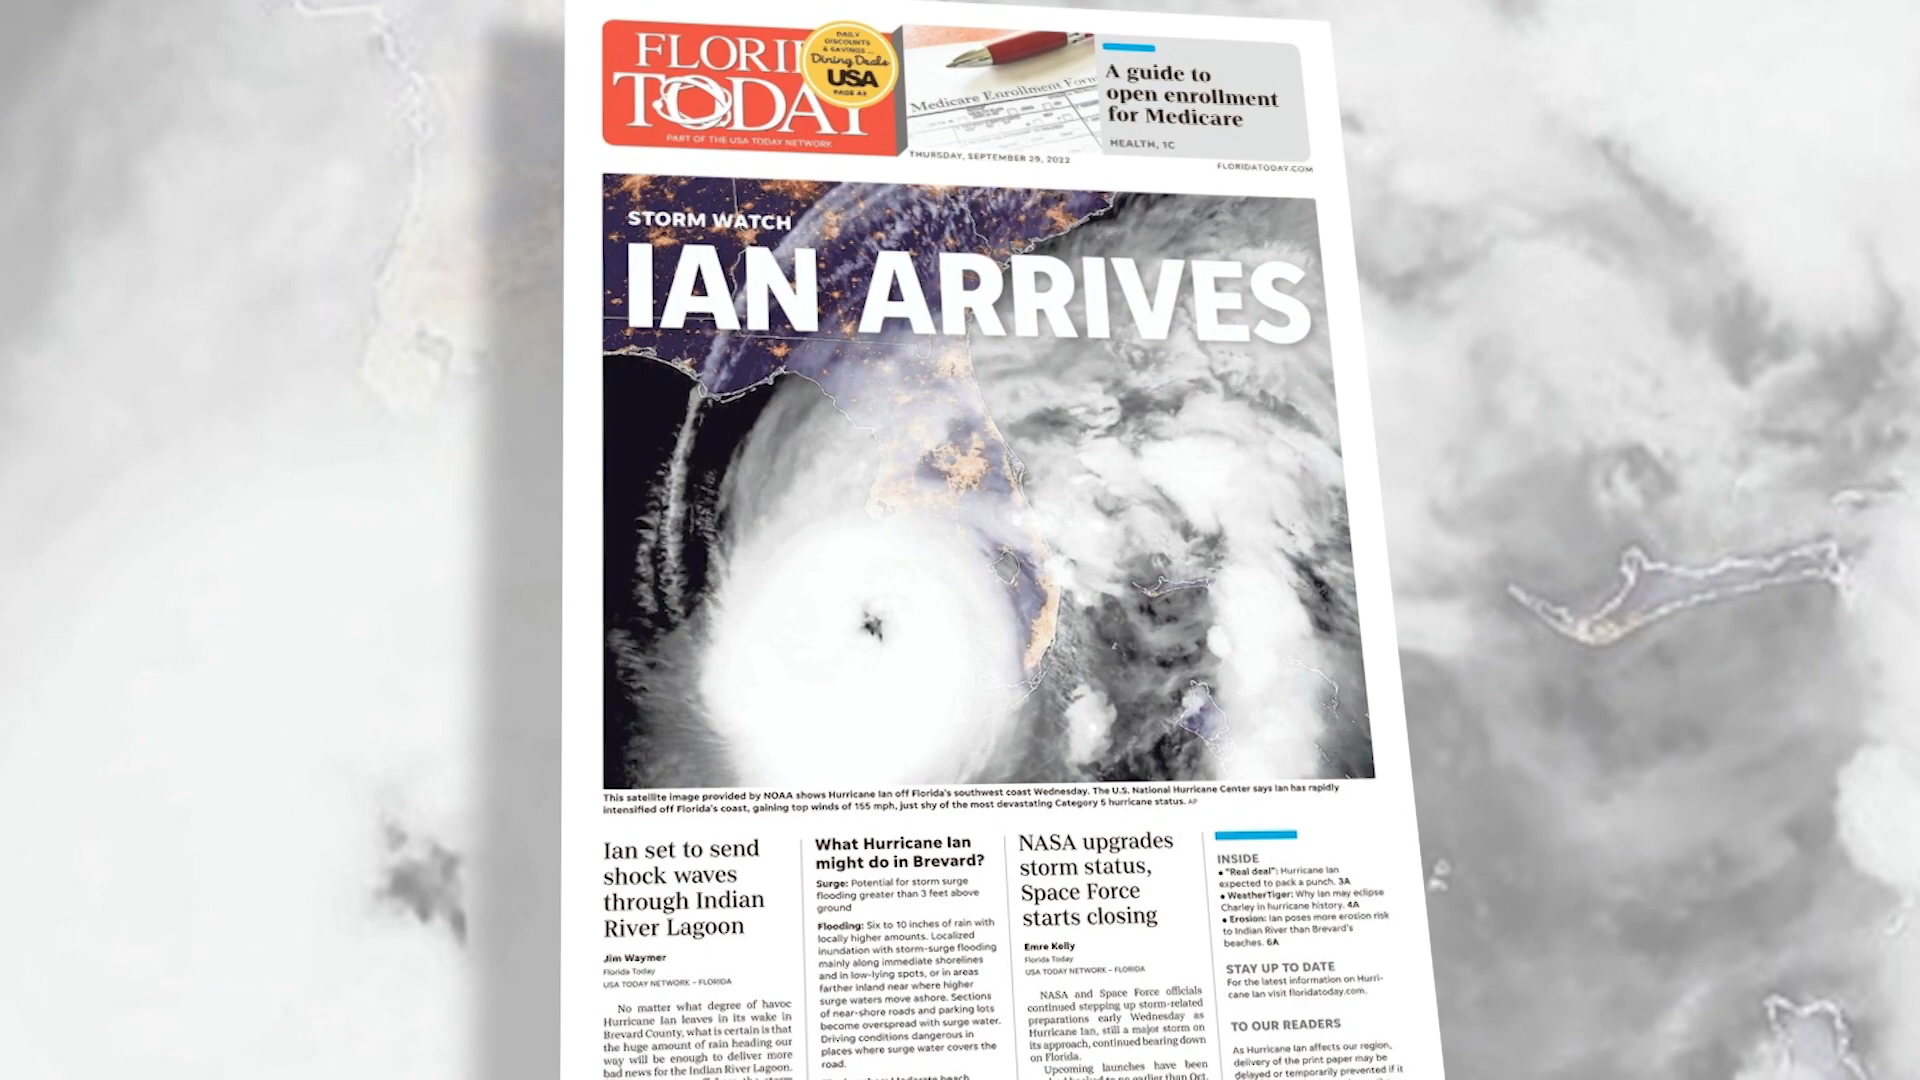 FLORI
TODAY
PART OF THE USA TODAY NETWORK
DAILY
DISCOUNTS
& SAVINGS ...
Dining Deals
USA
PAGE A2
Medicare Enrollment Form
A guide to
open enrollment
for Medicare
HEALTH, 1C
THURSDAY, SEPTEMBER 29, 2022
FLORIDATODAY.COM
STORM WATCH
IAN ARRIVES
This satellite image provided by NOAA shows Hurricane Ian off Florida's southwest coast Wednesday. The U.S. National Hurricane Center says Ian has rapidly
intensified off Florida's coast, gaining top winds of 155 mph, just shy of the most devastating Category 5 hurricane status. AP
Ian set to send
shock waves
through Indian
River Lagoon
Jim Waymer
Florida Today
USA TODAY NETWORK – FLORIDA
No matter what degree of havoc
Hurricane Ian leaves in its wake in
Brevard County, what is certain is that
the huge amount of rain heading our
way will be enough to deliver more
bad news for the Indian River Lagoon.
What Hurricane Ian
might do in Brevard?
Surge: Potential for storm surge
flooding greater than 3 feet above
ground
Flooding: Six to 10 inches of rain with
locally higher amounts. Localized
inundation with storm-surge flooding
mainly along immediate shorelines
and in low-lying spots, or in areas
farther inland near where higher
surge waters move ashore. Sections
of near-shore roads and parking lots
become overspread with surge water.
Driving conditions dangerous in
places where surge water covers the
road.
NASA upgrades
storm status,
Space Force
starts closing
Emre Kelly
Florida Today
USA TODAY NETWORK – FLORIDA
NASA and Space Force officials
continued stepping up storm-related
preparations early Wednesday as
Hurricane Ian, still a major storm on
its approach, continued bearing down
on Florida.
Upcoming launches have been
no earlier than Oct.
INSIDE
• "Real deal": Hurricane Ian
expected to pack a punch. 3A
• WeatherTiger: Why Ian may eclipse
Charley in hurricane history. 4A
• Erosion: Ian poses more erosion risk
to Indian River than Brevard's
beaches. 6A
STAY UP TO DATE
For the latest information on Hurri-
cane Ian visit floridatoday.com.
TO OUR READERS
As Hurricane Ian affects our region,
delivery of the print paper may be
delayed or temporarily prevented if it